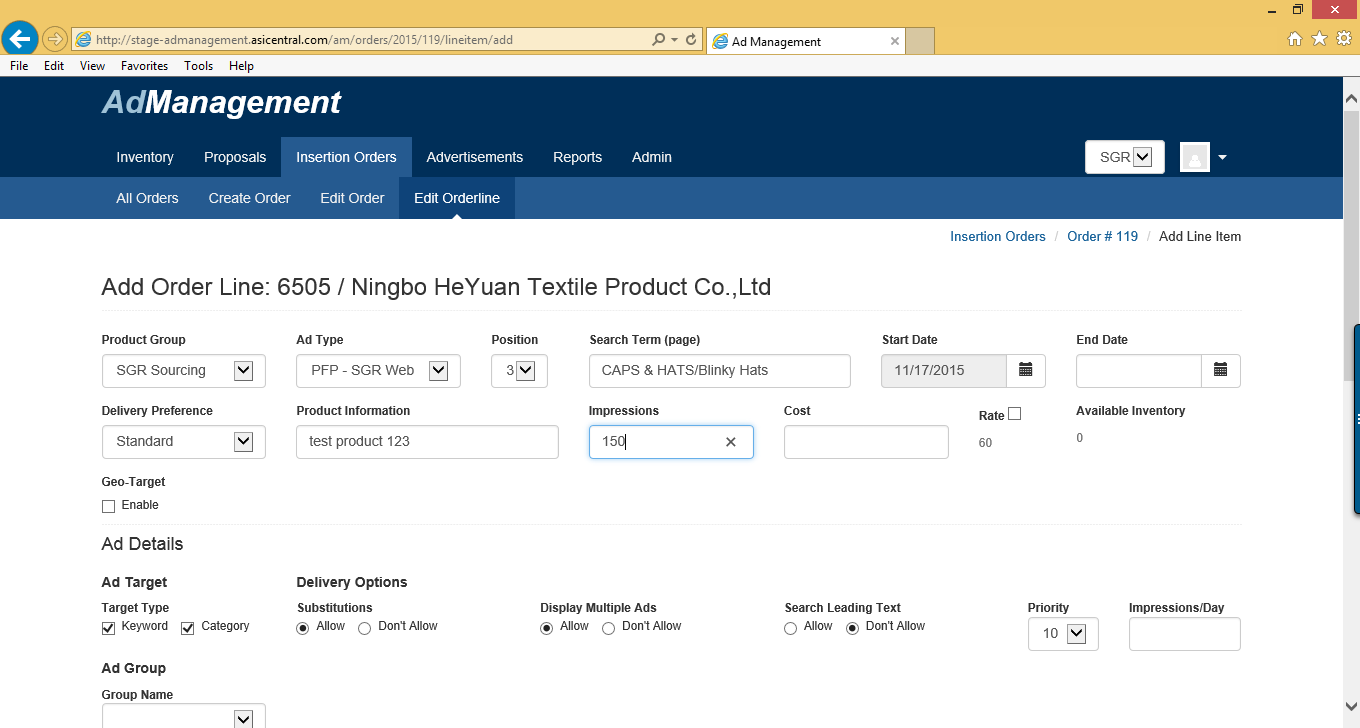 http://stage-admanagement.asicentral.com/am/orders/2015/119/lineitem/add
Ad Management
File Edit View Favorites Tools Help
AdManagement
Inventory Proposals Insertion Orders Advertisements Reports Admin SGR
All Orders Create Order Edit Order Edit Orderline
Insertion Orders / Order # 119 / Add Line Item
Add Order Line: 6505 / Ningbo HeYuan Textile Product Co.,Ltd
Product Group Ad Type Position Search Term (page) Start Date End Date
SGR Sourcing PFP - SGR Web 3 CAPS & HATS/Blinky Hats 11/17/2015
Delivery Preference Product Information Impressions Cost Rate Available Inventory
Standard test product 123 150 60 0
Geo-Target
Enable
Ad Details
Ad Target Delivery Options
Target Type Substitutions Display Multiple Ads Search Leading Text Priority Impressions/Day
Keyword Category Allow Don't Allow Allow Don't Allow Allow Don't Allow 10
Ad Group
Group Name